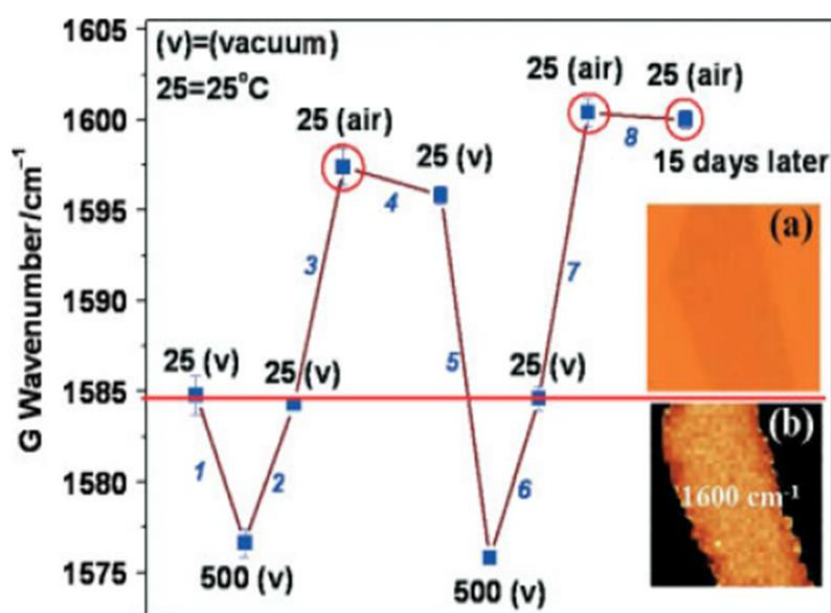 1605
1600
1595
1590
1585
1580
1575
G Wavenumber/cm⁻¹
(v)=(vacuum)
25=25°C
25 (v)
1
500 (v)
2
25 (v)
3
25 (air)
4
25 (v)
5
500 (v)
6
25 (v)
7
25 (air)
8
25 (air)
15 days later
(a)
(b)
1600 cm⁻¹